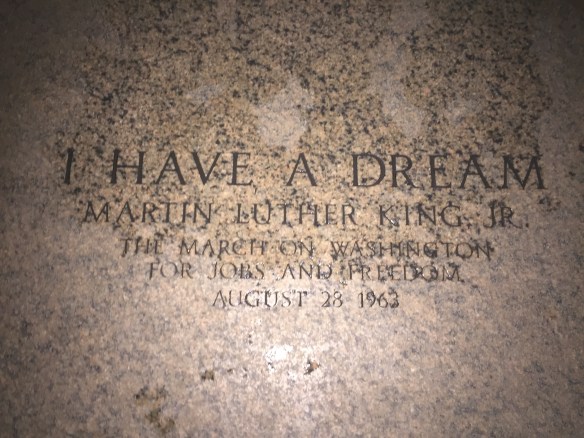 I HAVE A DREAM
MARTIN LUTHER KING, JR.
THE MARCH ON WASHINGTON
FOR JOBS AND FREEDOM
AUGUST 28 1963